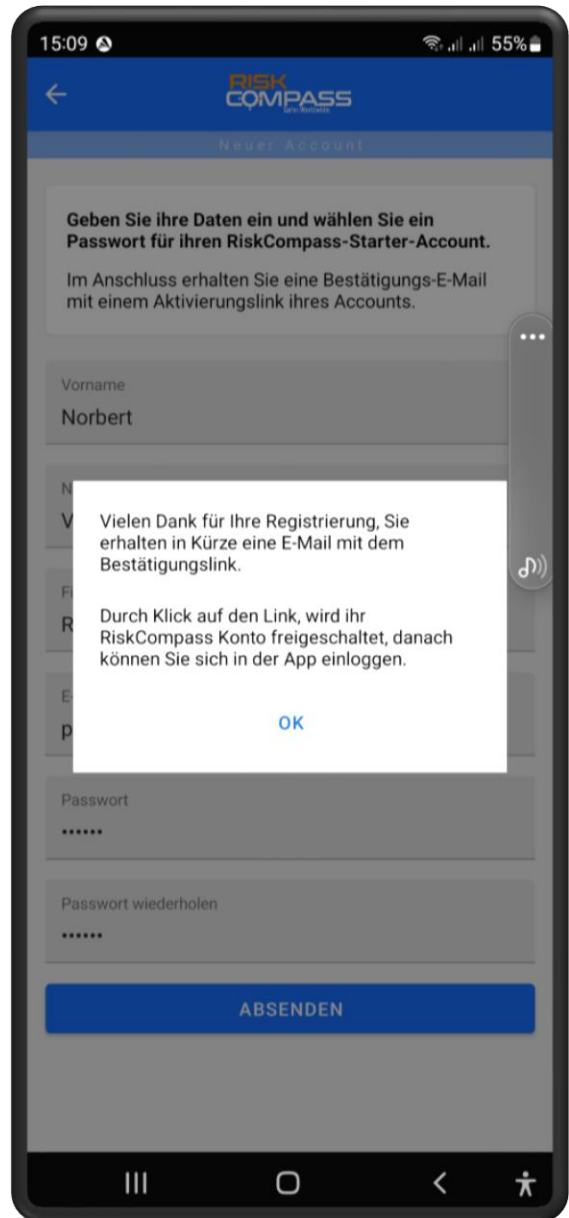 15:09
55%
RISK
COMPASS
Neuer Account
Geben Sie ihre Daten ein und wählen Sie ein
Passwort für ihren RiskCompass-Starter-Account.
Im Anschluss erhalten Sie eine Bestätigungs-E-Mail
mit einem Aktivierungslink ihres Accounts.
Vorname
Norbert
N
V
Vielen Dank für Ihre Registrierung, Sie
erhalten in Kürze eine E-Mail mit dem
Bestätigungslink.
Fi
R
Durch Klick auf den Link, wird ihr
RiskCompass Konto freigeschaltet, danach
können Sie sich in der App einloggen.
E-
p
OK
Passwort
••••••
Passwort wiederholen
••••••
ABSENDEN